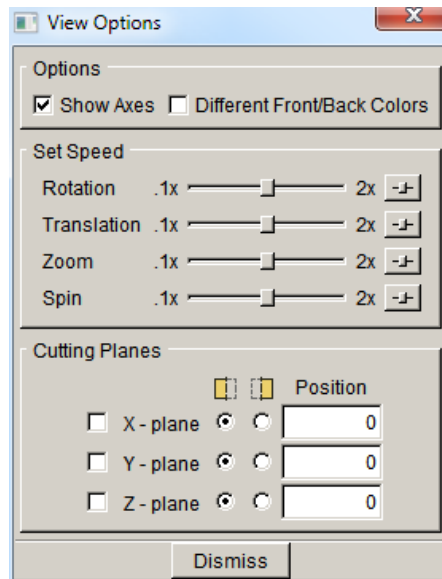 View Options
Options
Show Axes Different Front/Back Colors
Set Speed
Rotation .1x 2x
Translation .1x 2x
Zoom .1x 2x
Spin .1x 2x
Cutting Planes
Position
X - plane 0
Y - plane 0
Z - plane 0
Dismiss